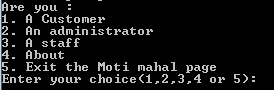 Are you :
1. A Customer
2. An administrator
3. A staff
4. About
5. Exit the Moti mahal page
Enter your choice(1,2,3,4 or 5):